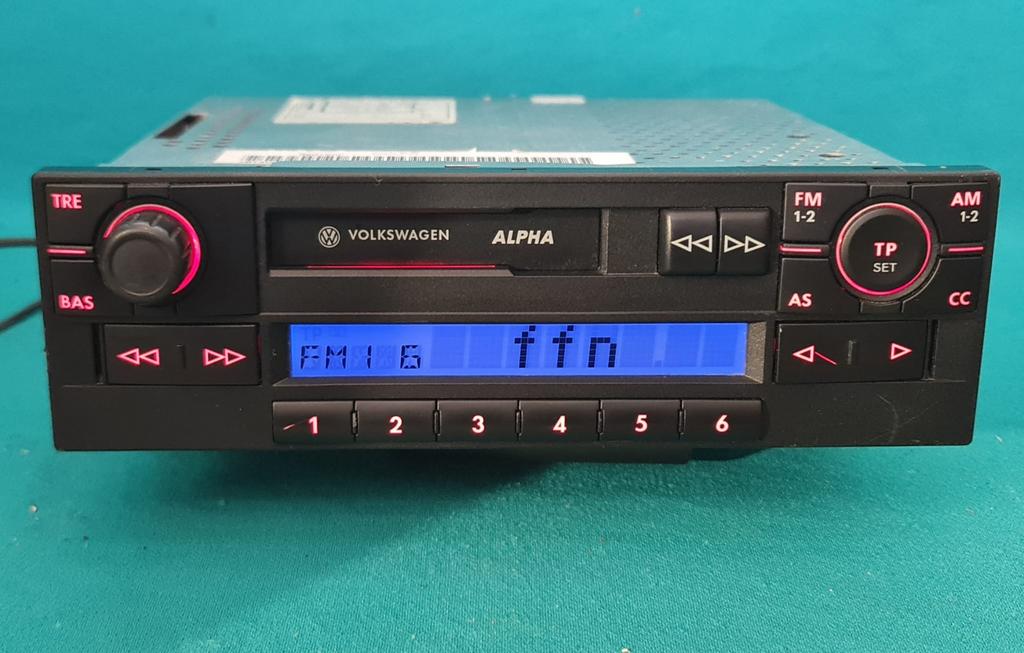 TRE
BAS
VOLKSWAGEN ALPHA
FM
1-2
AM
1-2
TP
SET
AS
CC
FM1 6 ffn
1 2 3 4 5 6